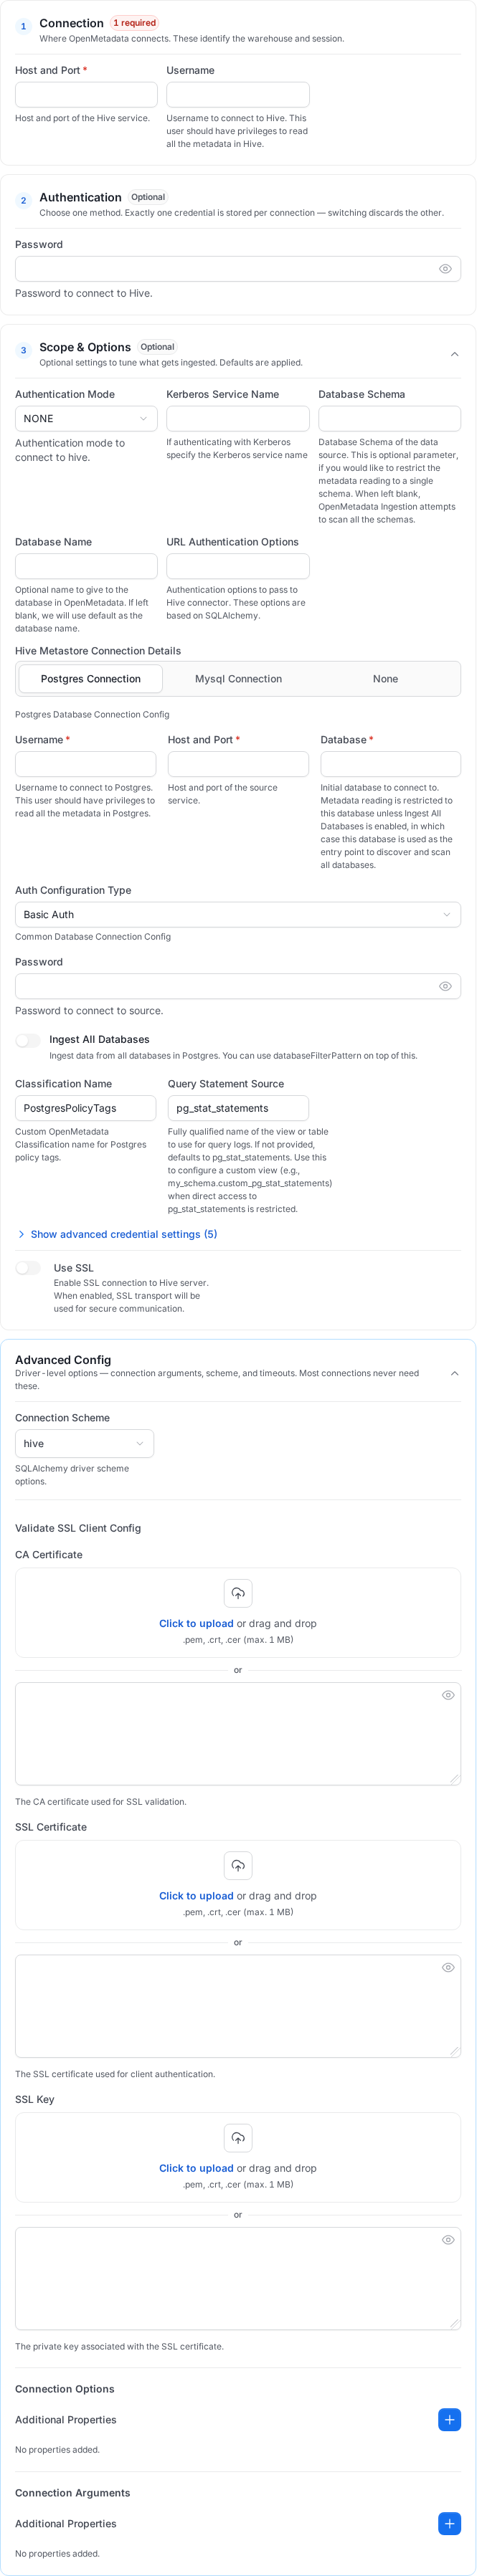 1 Connection 1 required
Where OpenMetadata connects. These identify the warehouse and session.
Host and Port * Username
Host and port of the Hive service. Username to connect to Hive. This
user should have privileges to read
all the metadata in Hive.
2 Authentication Optional
Choose one method. Exactly one credential is stored per connection — switching discards the other.
Password
Password to connect to Hive.
3 Scope & Options Optional
Optional settings to tune what gets ingested. Defaults are applied.
Authentication Mode Kerberos Service Name Database Schema
NONE
Authentication mode to
connect to hive.
If authenticating with Kerberos
specify the Kerberos service name
Database Schema of the data
source. This is optional parameter,
if you would like to restrict the
metadata reading to a single
schema. When left blank,
OpenMetadata Ingestion attempts
to scan all the schemas.
Database Name URL Authentication Options
Optional name to give to the
database in OpenMetadata. If left
blank, we will use default as the
database name.
Authentication options to pass to
Hive connector. These options are
based on SQLAlchemy.
Hive Metastore Connection Details
Postgres Connection Mysql Connection None
Postgres Database Connection Config
Username * Host and Port * Database *
Username to connect to Postgres.
This user should have privileges to
read all the metadata in Postgres.
Host and port of the source
service.
Initial database to connect to.
Metadata reading is restricted to
this database unless Ingest All
Databases is enabled, in which
case this database is used as the
entry point to discover and scan
all databases.
Auth Configuration Type
Basic Auth
Common Database Connection Config
Password
Password to connect to source.
Ingest All Databases
Ingest data from all databases in Postgres. You can use databaseFilterPattern on top of this.
Classification Name Query Statement Source
PostgresPolicyTags pg_stat_statements
Custom OpenMetadata
Classification name for Postgres
policy tags.
Fully qualified name of the view or table
to use for query logs. If not provided,
defaults to pg_stat_statements. Use this
to configure a custom view (e.g.,
my_schema.custom_pg_stat_statements)
when direct access to
pg_stat_statements is restricted.
Show advanced credential settings (5)
Use SSL
Enable SSL connection to Hive server.
When enabled, SSL transport will be
used for secure communication.
Advanced Config
Driver-level options — connection arguments, scheme, and timeouts. Most connections never need
these.
Connection Scheme
hive
SQLAlchemy driver scheme
options.
Validate SSL Client Config
CA Certificate
Click to upload or drag and drop
.pem, .crt, .cer (max. 1 MB)
or
The CA certificate used for SSL validation.
SSL Certificate
Click to upload or drag and drop
.pem, .crt, .cer (max. 1 MB)
or
The SSL certificate used for client authentication.
SSL Key
Click to upload or drag and drop
.pem, .crt, .cer (max. 1 MB)
or
The private key associated with the SSL certificate.
Connection Options
Additional Properties
No properties added.
Connection Arguments
Additional Properties
No properties added.